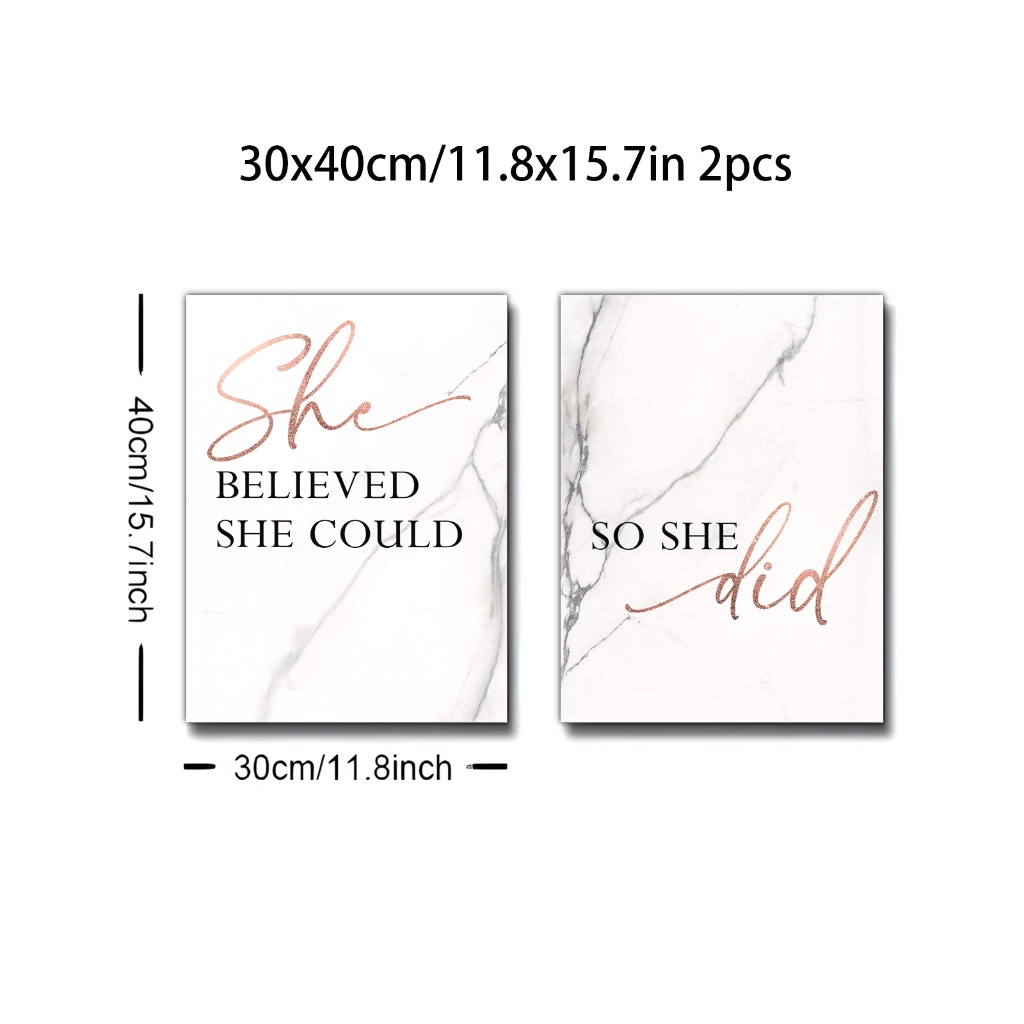 30x40cm/11.8x15.7in 2pcs
40cm/15.7inch
She
BELIEVED
SHE COULD
SO SHE
did
30cm/11.8inch